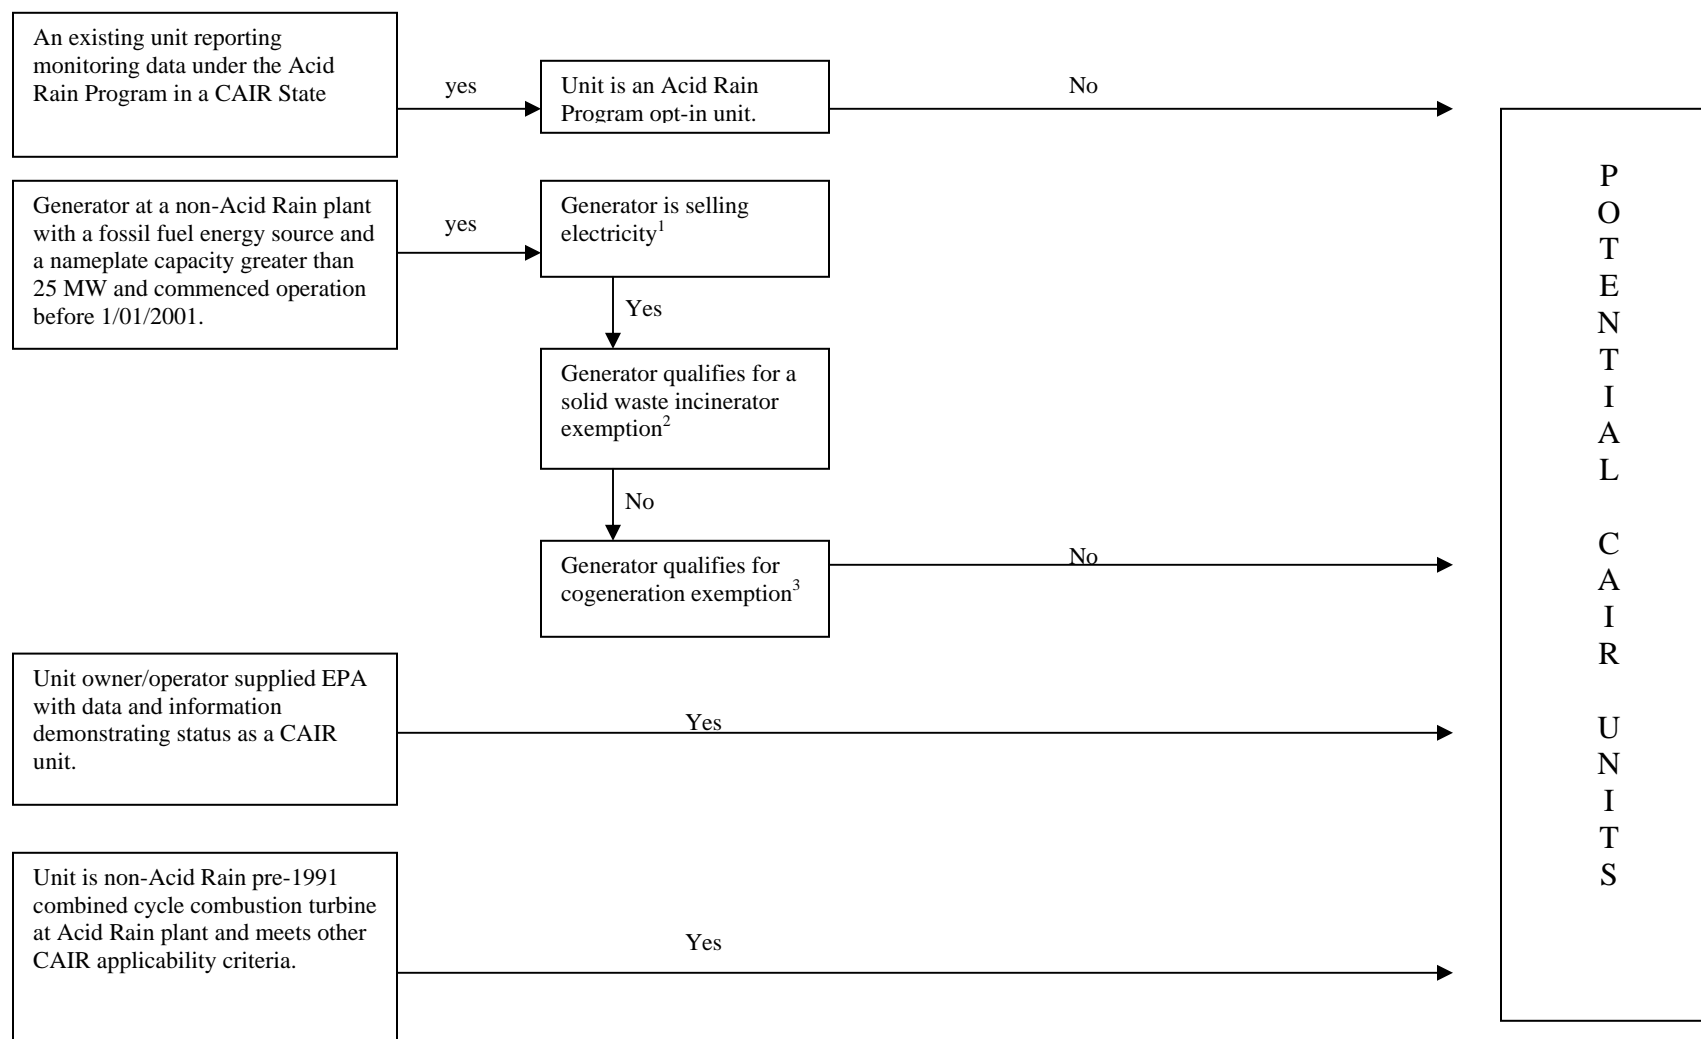 An existing unit reporting
monitoring data under the Acid
Rain Program in a CAIR State
yes
Unit is an Acid Rain
Program opt-in unit.
No
Generator at a non-Acid Rain plant
with a fossil fuel energy source and
a nameplate capacity greater than
25 MW and commenced operation
before 1/01/2001.
yes
Generator is selling
electricity1
Yes
Generator qualifies for a
solid waste incinerator
exemption2
No
Generator qualifies for
cogeneration exemption3
No
Unit owner/operator supplied EPA
with data and information
demonstrating status as a CAIR
unit.
Yes
Unit is non-Acid Rain pre-1991
combined cycle combustion turbine
at Acid Rain plant and meets other
CAIR applicability criteria.
Yes
P
O
T
E
N
T
I
A
L
C
A
I
R
U
N
I
T
S